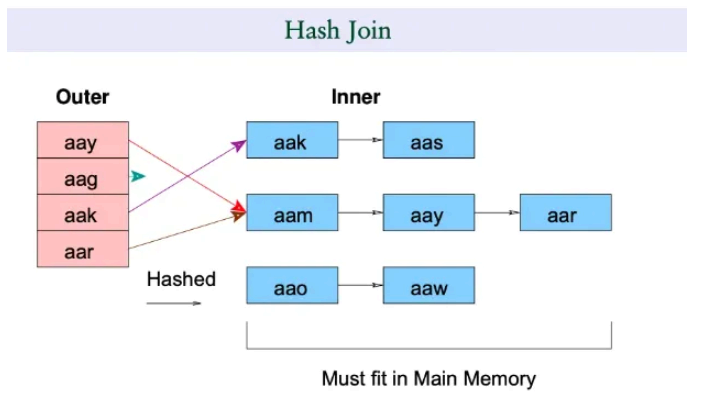 Hash Join
Outer
Inner
aay
aag
aak
aar
aak
aas
aam
aay
aar
aao
aaw
Hashed
Must fit in Main Memory